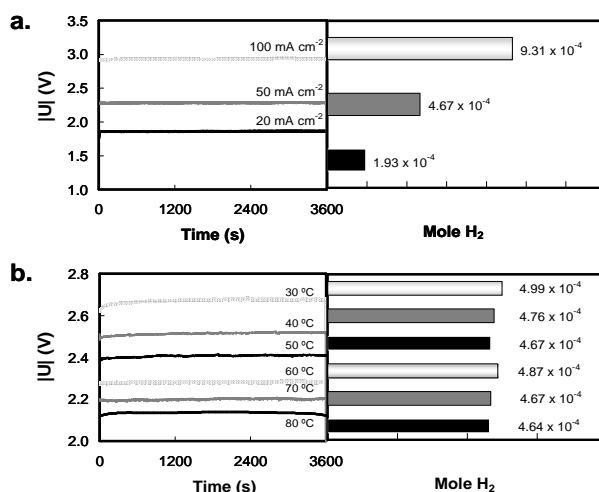 a.
3.5
3.0
2.5
2.0
1.5
1.0
|U| (V)
100 mA cm-2
50 mA cm-2
20 mA cm-2
9.31 x 10-4
4.67 x 10-4
1.93 x 10-4
0 1200 2400 3600
Time (s) Mole H2
b.
2.8
2.6
2.4
2.2
2.0
|U| (V)
30 ºC
40 ºC
50 ºC
60 ºC
70 ºC
80 ºC
4.99 x 10-4
4.76 x 10-4
4.67 x 10-4
4.87 x 10-4
4.67 x 10-4
4.64 x 10-4
0 1200 2400 3600
Time (s) Mole H2